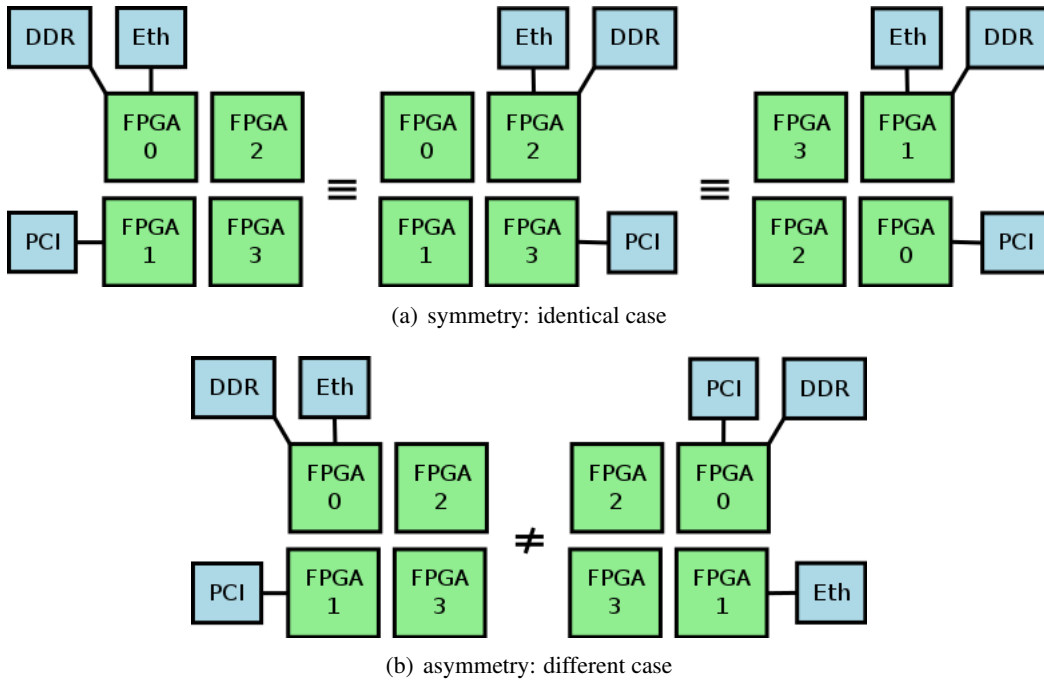 DDR Eth Eth DDR Eth DDR
FPGA 0 FPGA 2 ≡ FPGA 0 FPGA 2 ≡ FPGA 3 FPGA 1
PCI FPGA 1 FPGA 3 FPGA 1 FPGA 3 PCI FPGA 2 FPGA 0 PCI
(a) symmetry: identical case
DDR Eth PCI DDR
FPGA 0 FPGA 2 ≠ FPGA 2 FPGA 0
PCI FPGA 1 FPGA 3 FPGA 3 FPGA 1 Eth
(b) asymmetry: different case